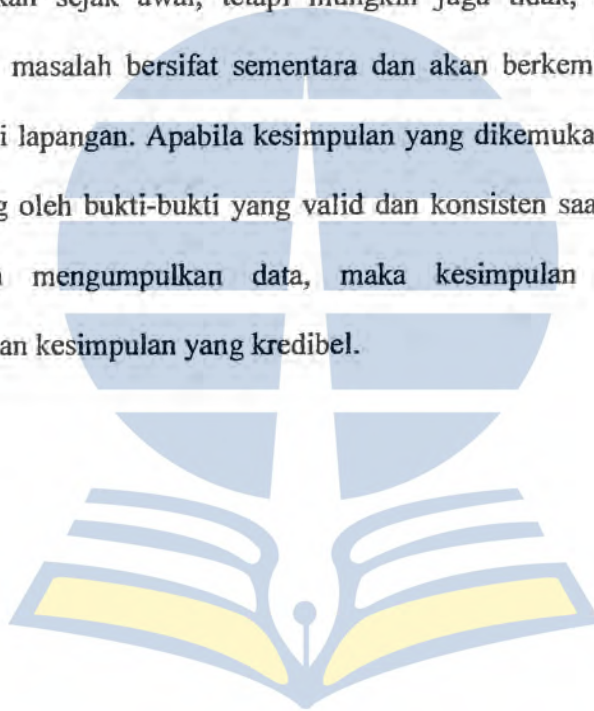 kan sejak awal, tetapi mungkin juga tidak,
masalah bersifat sementara dan akan berkem
i lapangan. Apabila kesimpulan yang dikemuka
g oleh bukti-bukti yang valid dan konsisten saa
mengumpulkan data, maka kesimpulan
an kesimpulan yang kredibel.